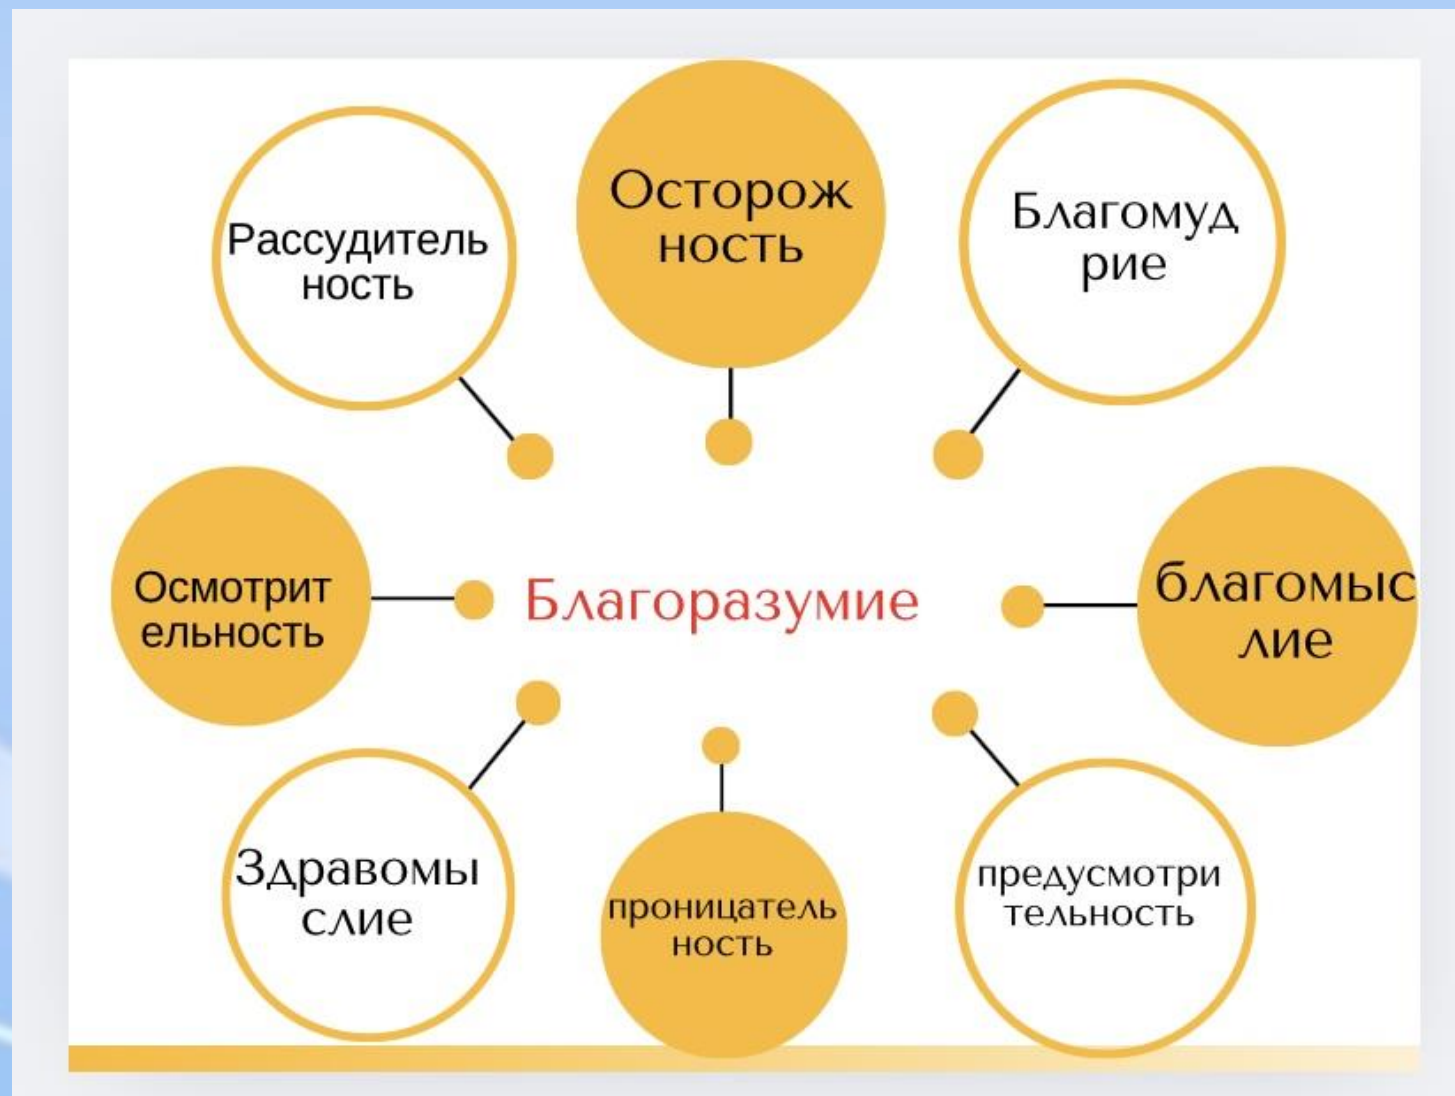 Рассудитель
ность
Осторож
ность
Благомуд
рие
Осмотрит
ельность
Благоразумие
благомыс
лие
Здравомы
слие
проницатель
ность
предусмотри
тельность